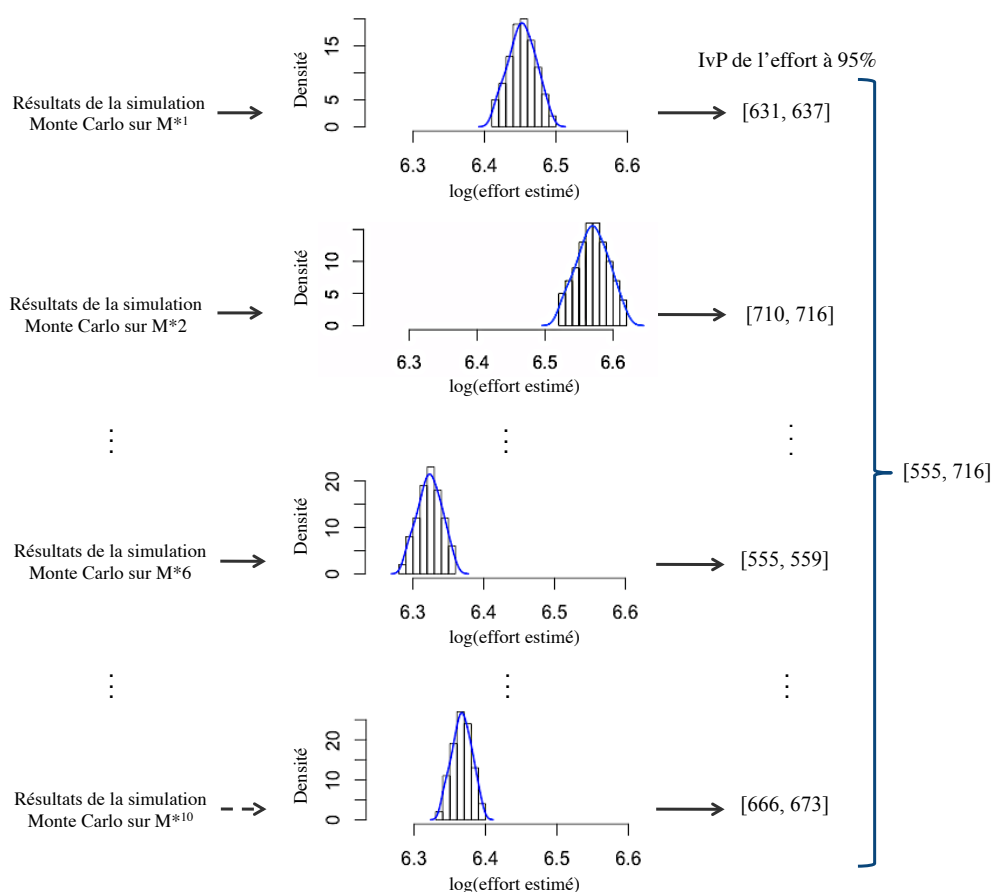 IvP de l'effort à 95%
Résultats de la simulation
Monte Carlo sur M*1
Densité
15
5
0
6.3 6.4 6.5 6.6
log(effort estimé)
[631, 637]
Résultats de la simulation
Monte Carlo sur M*2
Densité
10
5
0
6.3 6.4 6.5 6.6
log(effort estimé)
[710, 716]
[555, 716]
Résultats de la simulation
Monte Carlo sur M*6
Densité
20
10
0
6.3 6.4 6.5 6.6
log(effort estimé)
[555, 559]
Résultats de la simulation
Monte Carlo sur M*10
Densité
20
10
0
6.3 6.4 6.5 6.6
log(effort estimé)
[666, 673]